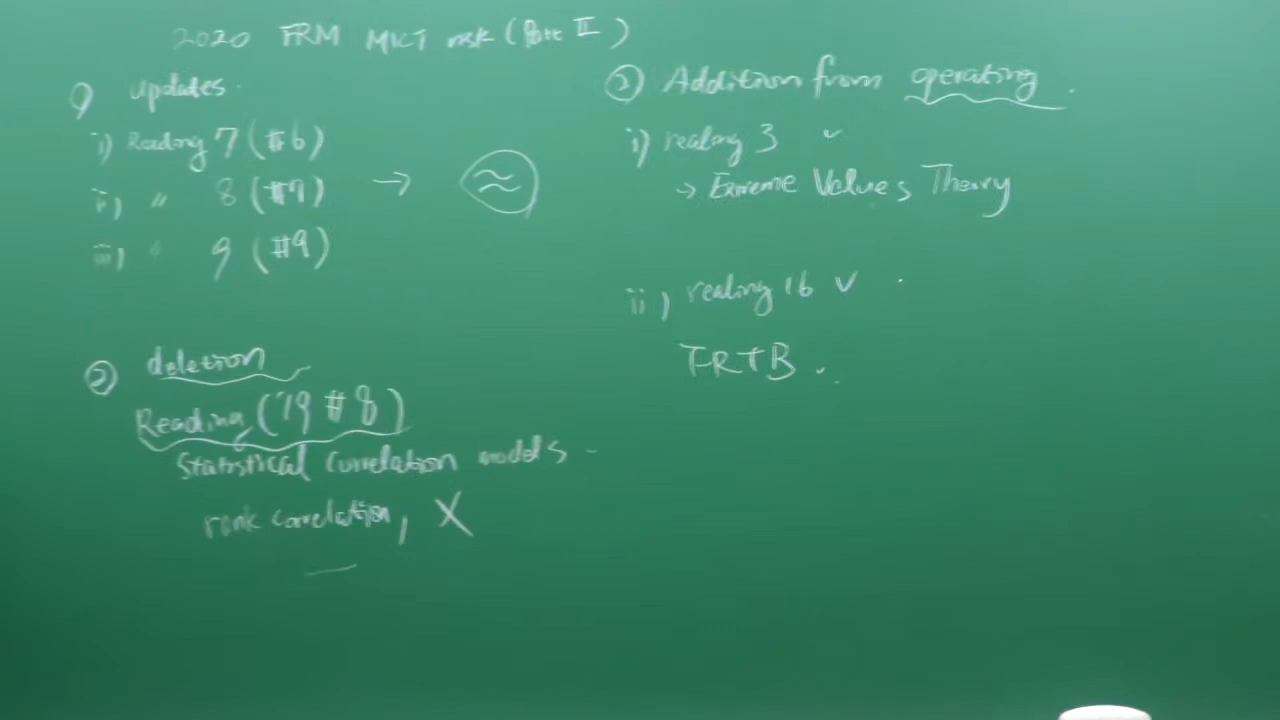 2020 FRM MKT risk (Part II)
① updates.
i) Reading 7 (#6)
ii) " 8 (#7) → ≈
iii) " 9 (#9)
② deletion
Reading ('19 #8)
Statistical correlation models
rank correlation, X
③ Addition from operating.
i) reading 3 ✓
→ Extreme Values Theory
ii) reading 16 ✓
FRTB.